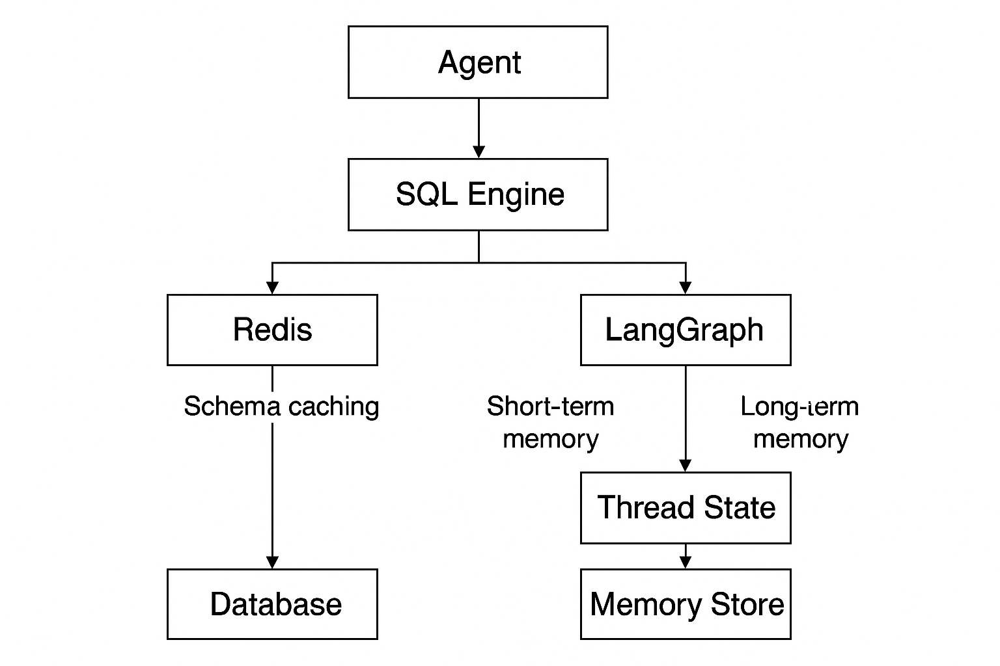 Agent
SQL Engine
Redis
LangGraph
Schema caching
Short-term
memory
Long-term
memory
Thread State
Database
Memory Store